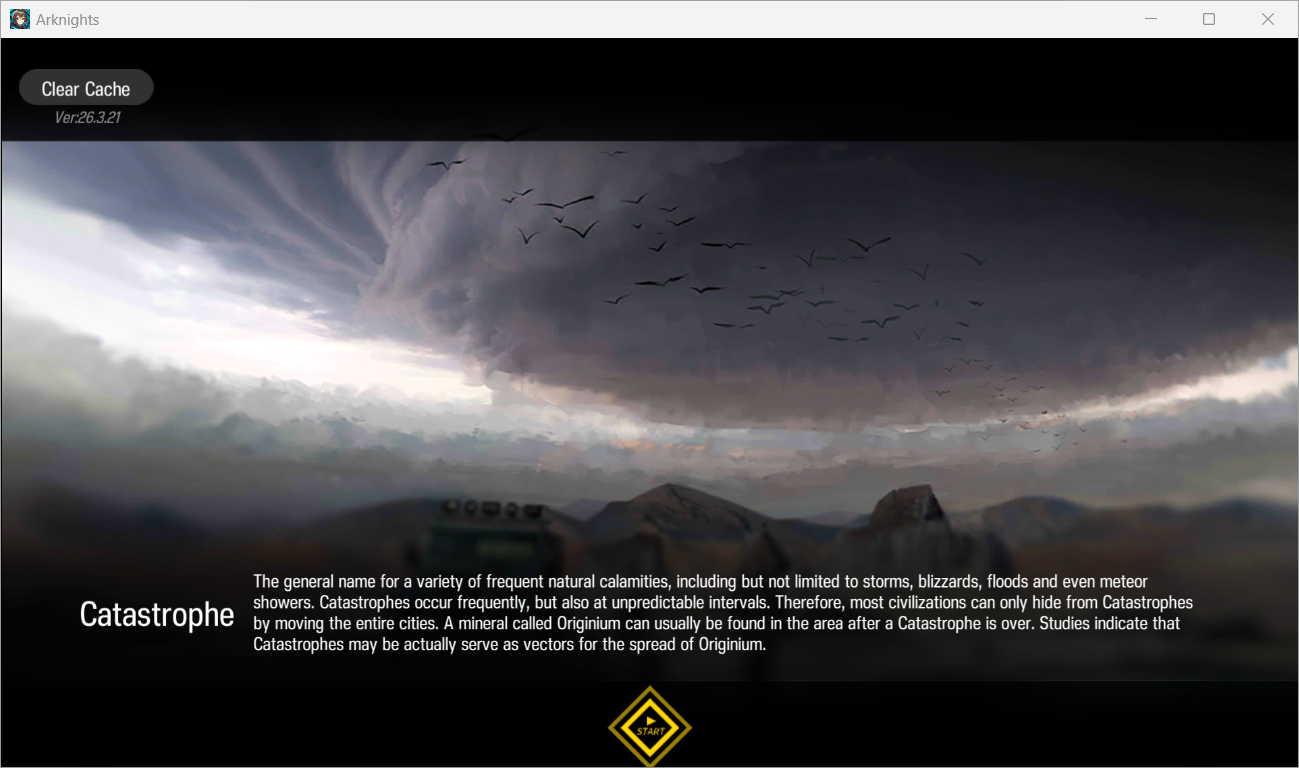 Arknights
Clear Cache
Ver:26.3.21
Catastrophe
The general name for a variety of frequent natural calamities, including but not limited to storms, blizzards, floods and even meteor
showers. Catastrophes occur frequently, but also at unpredictable intervals. Therefore, most civilizations can only hide from Catastrophes
by moving the entire cities. A mineral called Originium can usually be found in the area after a Catastrophe is over. Studies indicate that
Catastrophes may be actually serve as vectors for the spread of Originium.
START